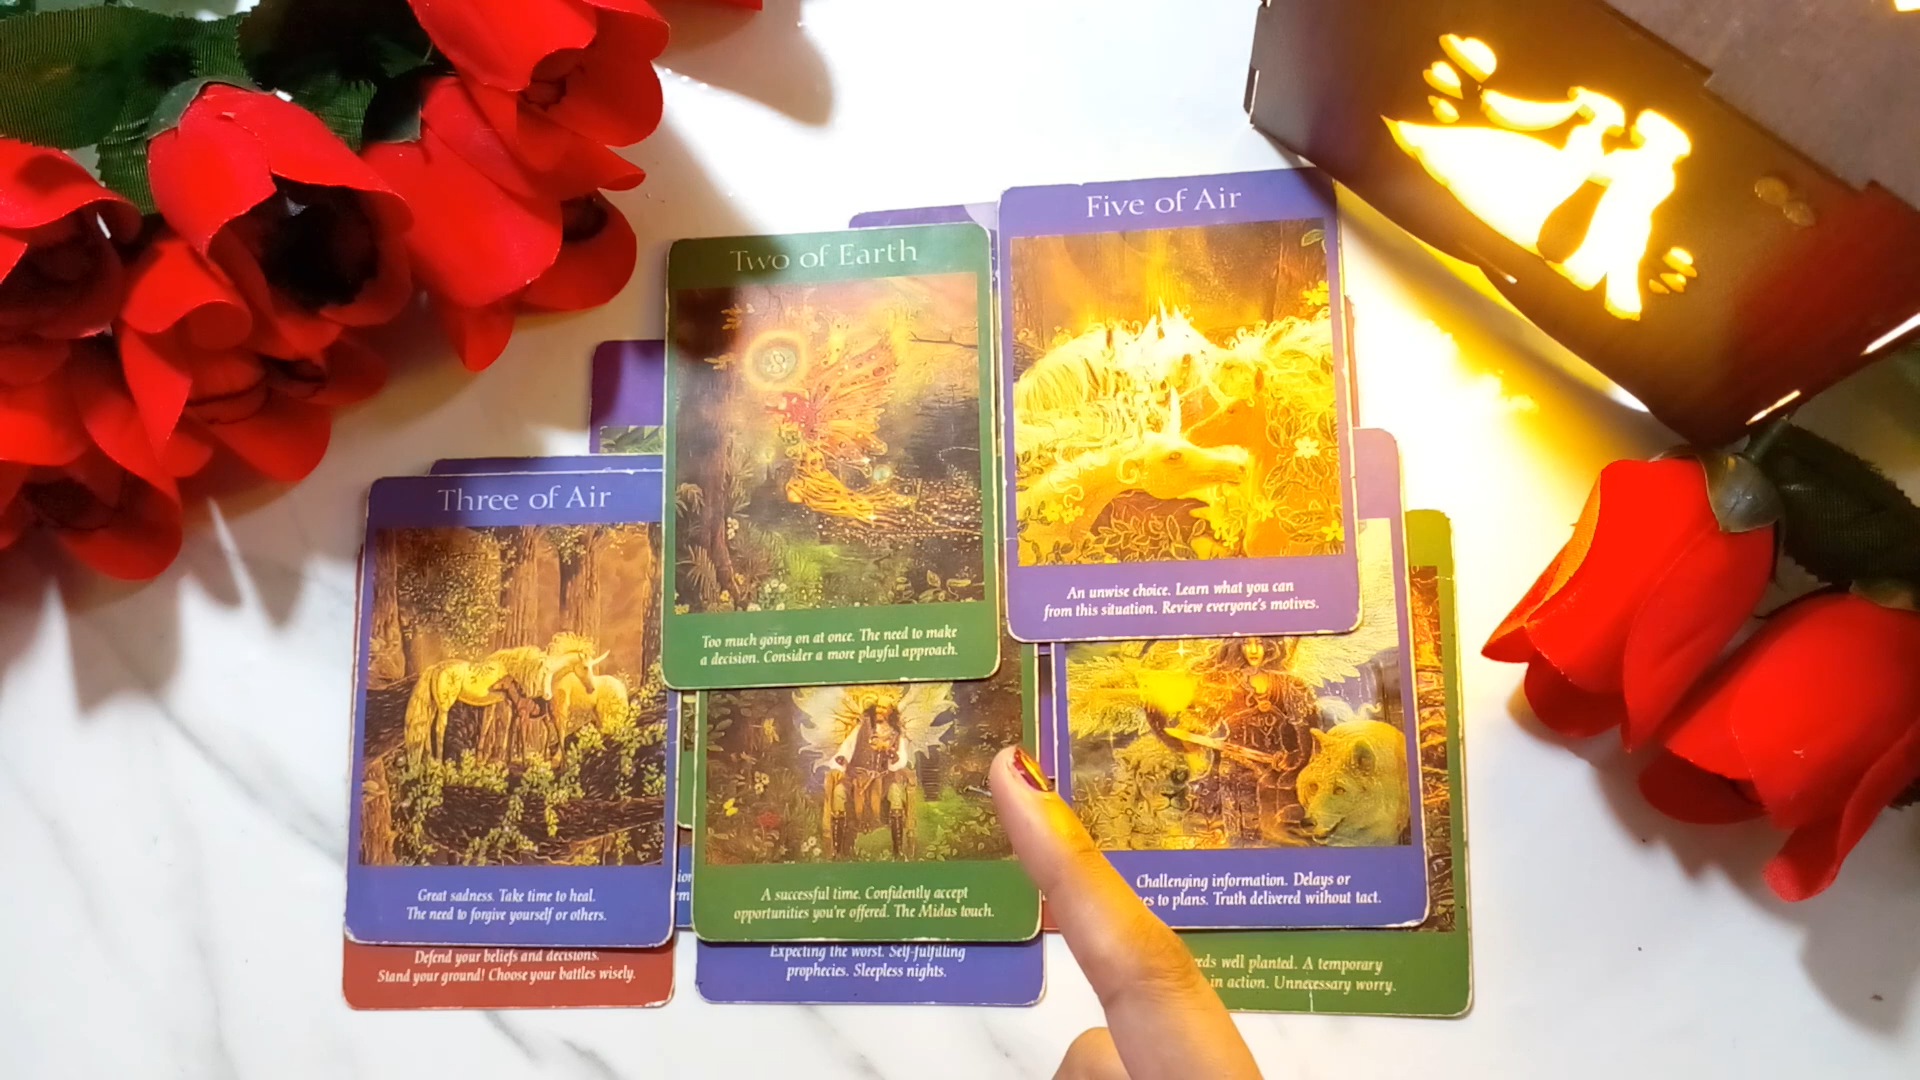 Five of Air
Two of Earth
Three of Air
An unwise choice. Learn what you can
from this situation. Review everyone's motives.
Too much going on at once. The need to make
a decision. Consider a more playful approach.
Great sadness. Take time to heal.
The need to forgive yourself or others.
A successful time. Confidently accept
opportunities you're offered. The Midas touch.
Challenging information. Delays or
to plans. Truth delivered without tact.
Defend your beliefs and decisions.
Stand your ground! Choose your battles wisely.
Expecting the worst. Self-fulfilling
prophecies. Sleepless nights.
well planted. A temporary
in action. Unnecessary worry.